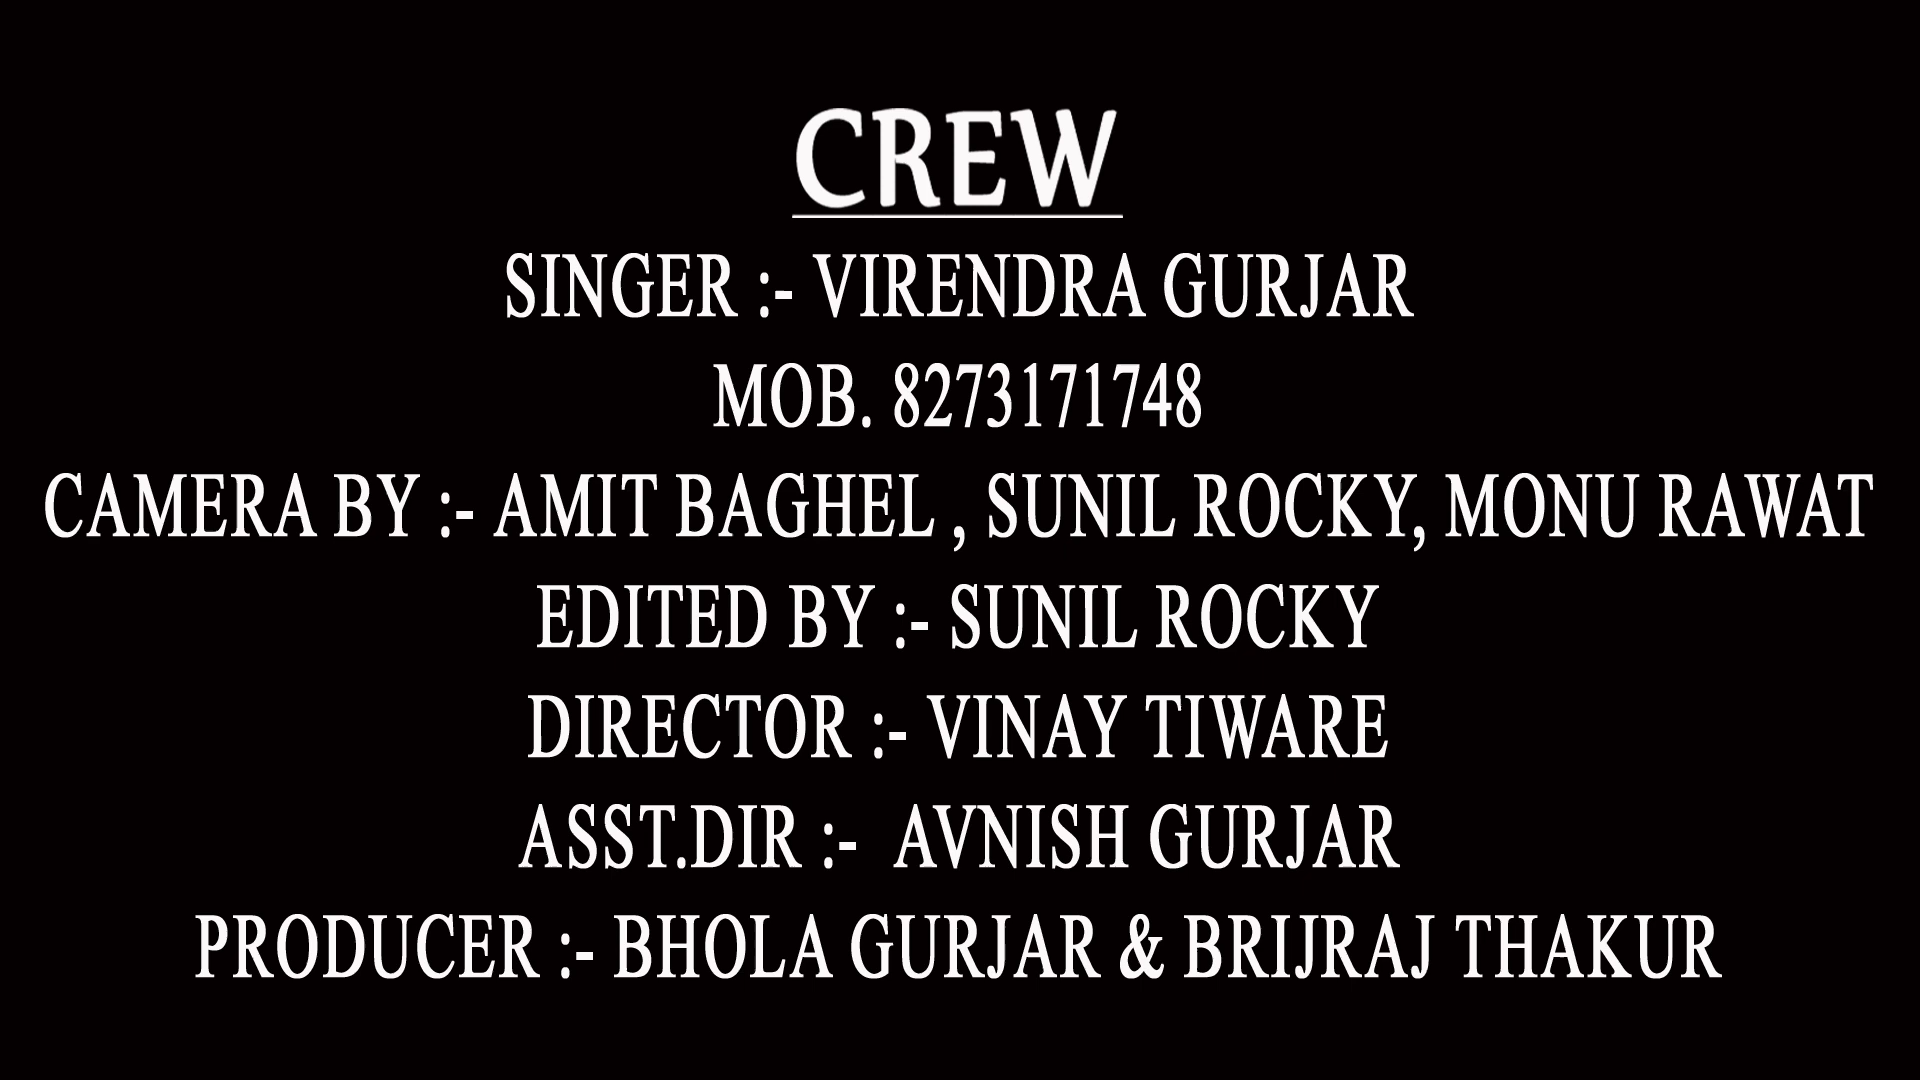 CREW
SINGER :- VIRENDRA GURJAR
MOB. 8273171748
CAMERA BY :- AMIT BAGHEL , SUNIL ROCKY, MONU RAWAT
EDITED BY :- SUNIL ROCKY
DIRECTOR :- VINAY TIWARE
ASST.DIR :-  AVNISH GURJAR
PRODUCER :- BHOLA GURJAR & BRIJRAJ THAKUR